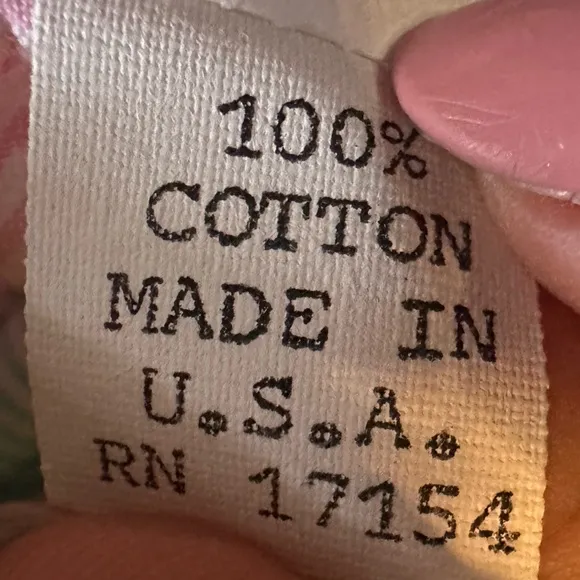 100%
COTTON
MADE IN
U.S.A.
RN 17154